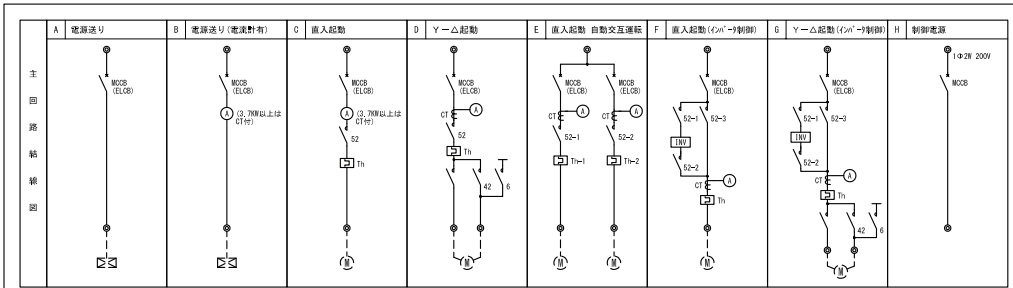 主回路結線図
A 電源送り
MCCB
(ELCB)
B 電源送り(電流計有)
MCCB
(ELCB)
A
(3.7KW以上は
CT付)
C 直入起動
MCCB
(ELCB)
A
(3.7KW以上は
CT付)
52
Th
M
D Y－△起動
MCCB
(ELCB)
CT
A
52
Th
42
6
M
E 直入起動 自動交互運転
MCCB
(ELCB)
MCCB
(ELCB)
CT
A
CT
A
52-1
52-2
Th-1
Th-2
M
M
F 直入起動(インバータ制御)
MCCB
(ELCB)
52-1
52-3
INV
52-2
CT
A
Th
M
G Y－△起動(インバータ制御)
MCCB
(ELCB)
52-1
52-3
INV
52-2
CT
A
Th
42
6
M
H 制御電源
1Φ2W 200V
MCCB